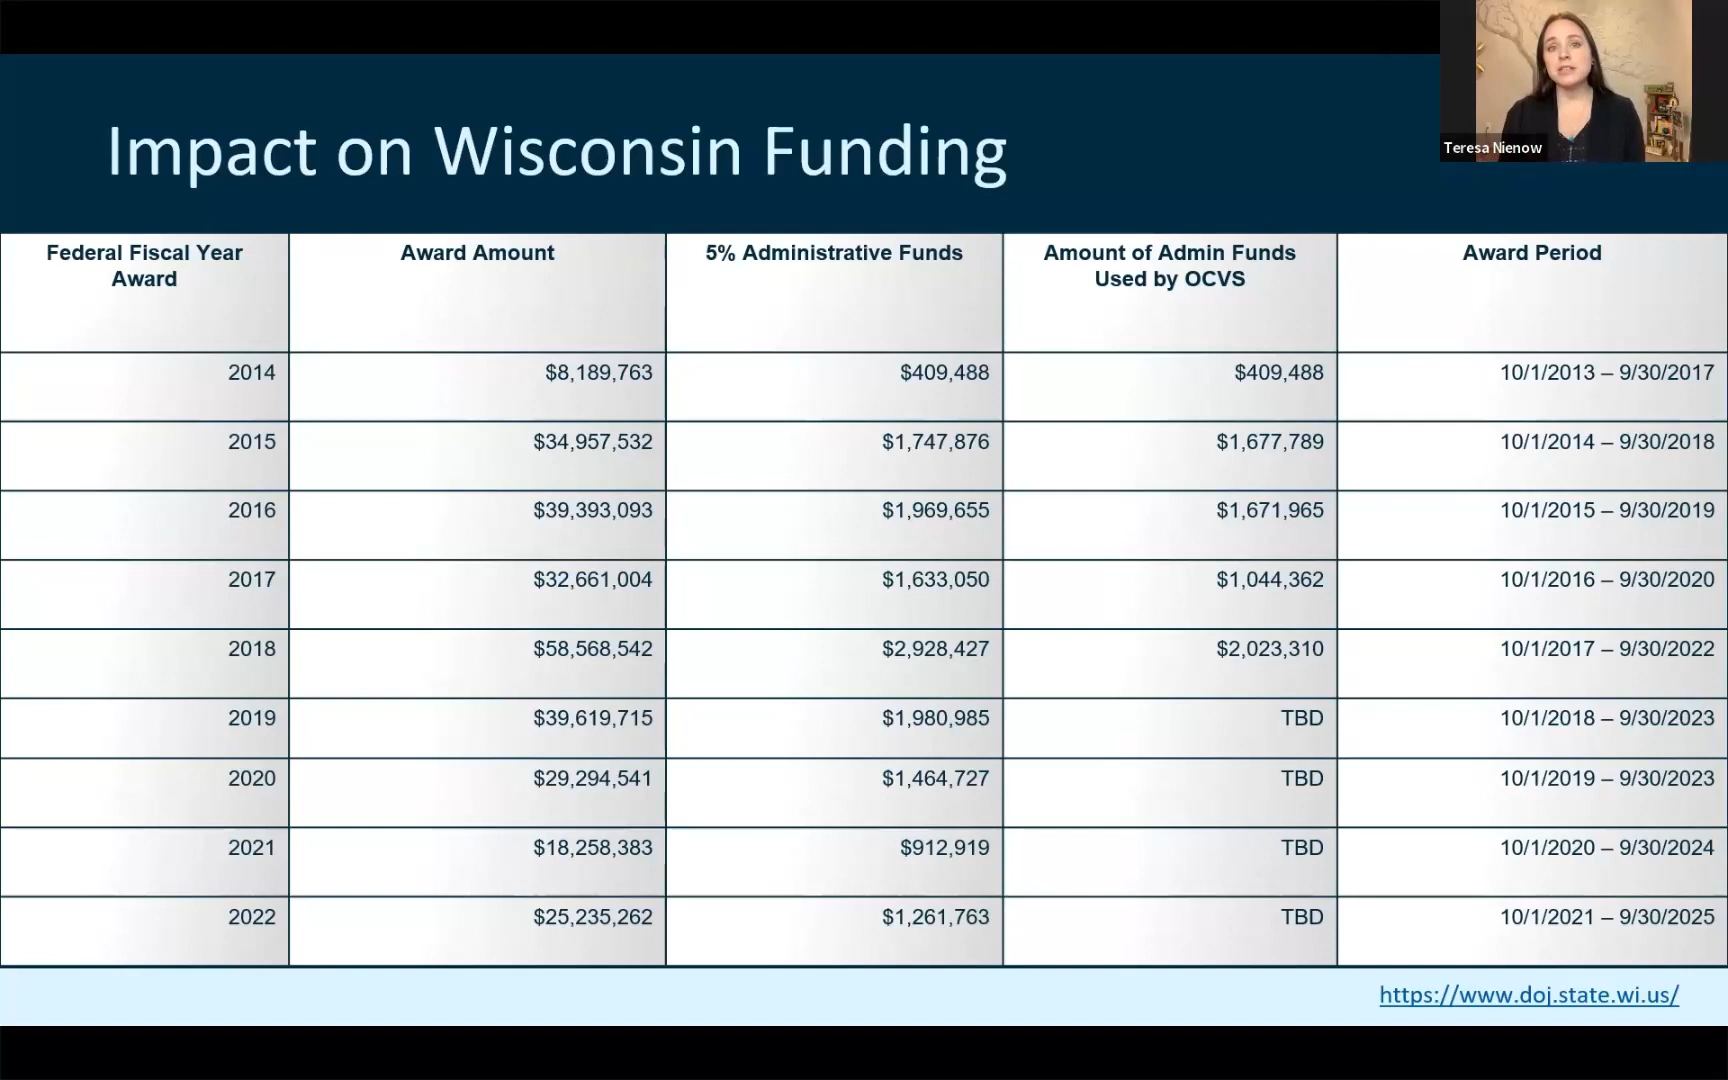 Teresa Nienow
Impact on Wisconsin Funding
Federal Fiscal Year Award Award Amount 5% Administrative Funds Amount of Admin Funds Used by OCVS Award Period
2014 $8,189,763 $409,488 $409,488 10/1/2013 – 9/30/2017
2015 $34,957,532 $1,747,876 $1,677,789 10/1/2014 – 9/30/2018
2016 $39,393,093 $1,969,655 $1,671,965 10/1/2015 – 9/30/2019
2017 $32,661,004 $1,633,050 $1,044,362 10/1/2016 – 9/30/2020
2018 $58,568,542 $2,928,427 $2,023,310 10/1/2017 – 9/30/2022
2019 $39,619,715 $1,980,985 TBD 10/1/2018 – 9/30/2023
2020 $29,294,541 $1,464,727 TBD 10/1/2019 – 9/30/2023
2021 $18,258,383 $912,919 TBD 10/1/2020 – 9/30/2024
2022 $25,235,262 $1,261,763 TBD 10/1/2021 – 9/30/2025
https://www.doj.state.wi.us/